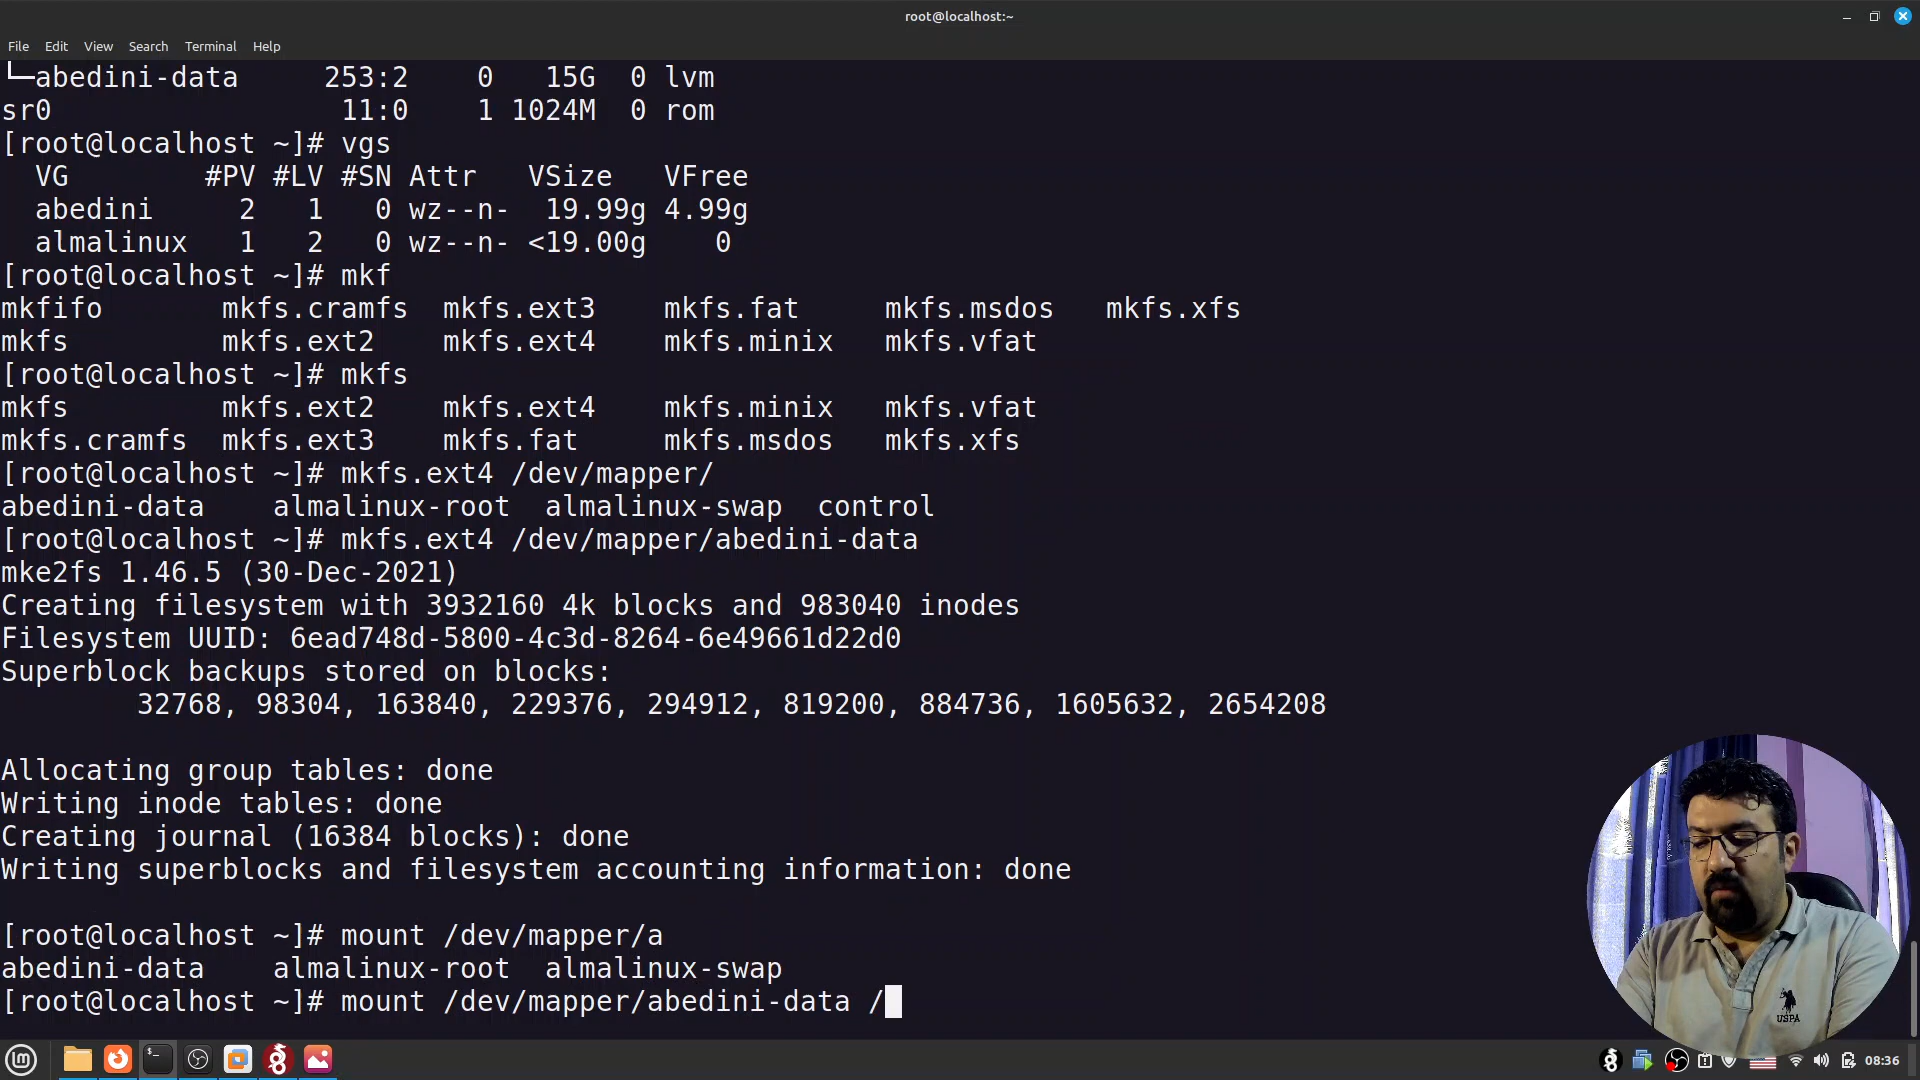 root@localhost:~
File Edit View Search Terminal Help
└─abedini-data 253:2 0 15G 0 lvm
sr0 11:0 1 1024M 0 rom
[root@localhost ~]# vgs
VG #PV #LV #SN Attr VSize VFree
abedini 2 1 0 wz--n- 19.99g 4.99g
almalinux 1 2 0 wz--n- <19.00g 0
[root@localhost ~]# mkf
mkfifo mkfs.cramfs mkfs.ext3 mkfs.fat mkfs.msdos mkfs.xfs
mkfs mkfs.ext2 mkfs.ext4 mkfs.minix mkfs.vfat
[root@localhost ~]# mkfs
mkfs mkfs.ext2 mkfs.ext4 mkfs.minix mkfs.vfat
mkfs.cramfs mkfs.ext3 mkfs.fat mkfs.msdos mkfs.xfs
[root@localhost ~]# mkfs.ext4 /dev/mapper/
abedini-data almalinux-root almalinux-swap control
[root@localhost ~]# mkfs.ext4 /dev/mapper/abedini-data
mke2fs 1.46.5 (30-Dec-2021)
Creating filesystem with 3932160 4k blocks and 983040 inodes
Filesystem UUID: 6ead748d-5800-4c3d-8264-6e49661d22d0
Superblock backups stored on blocks:
32768, 98304, 163840, 229376, 294912, 819200, 884736, 1605632, 2654208
Allocating group tables: done
Writing inode tables: done
Creating journal (16384 blocks): done
Writing superblocks and filesystem accounting information: done
[root@localhost ~]# mount /dev/mapper/a
abedini-data almalinux-root almalinux-swap
[root@localhost ~]# mount /dev/mapper/abedini-data /
USPA
08:36